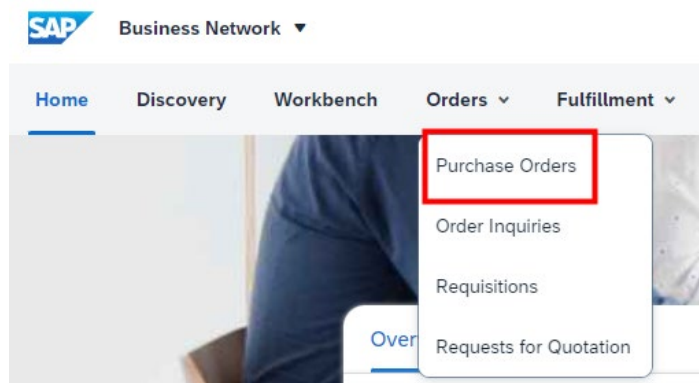 SAP Business Network
Home Discovery Workbench Orders Fulfillment
Purchase Orders
Order Inquiries
Requisitions
Over
Requests for Quotation